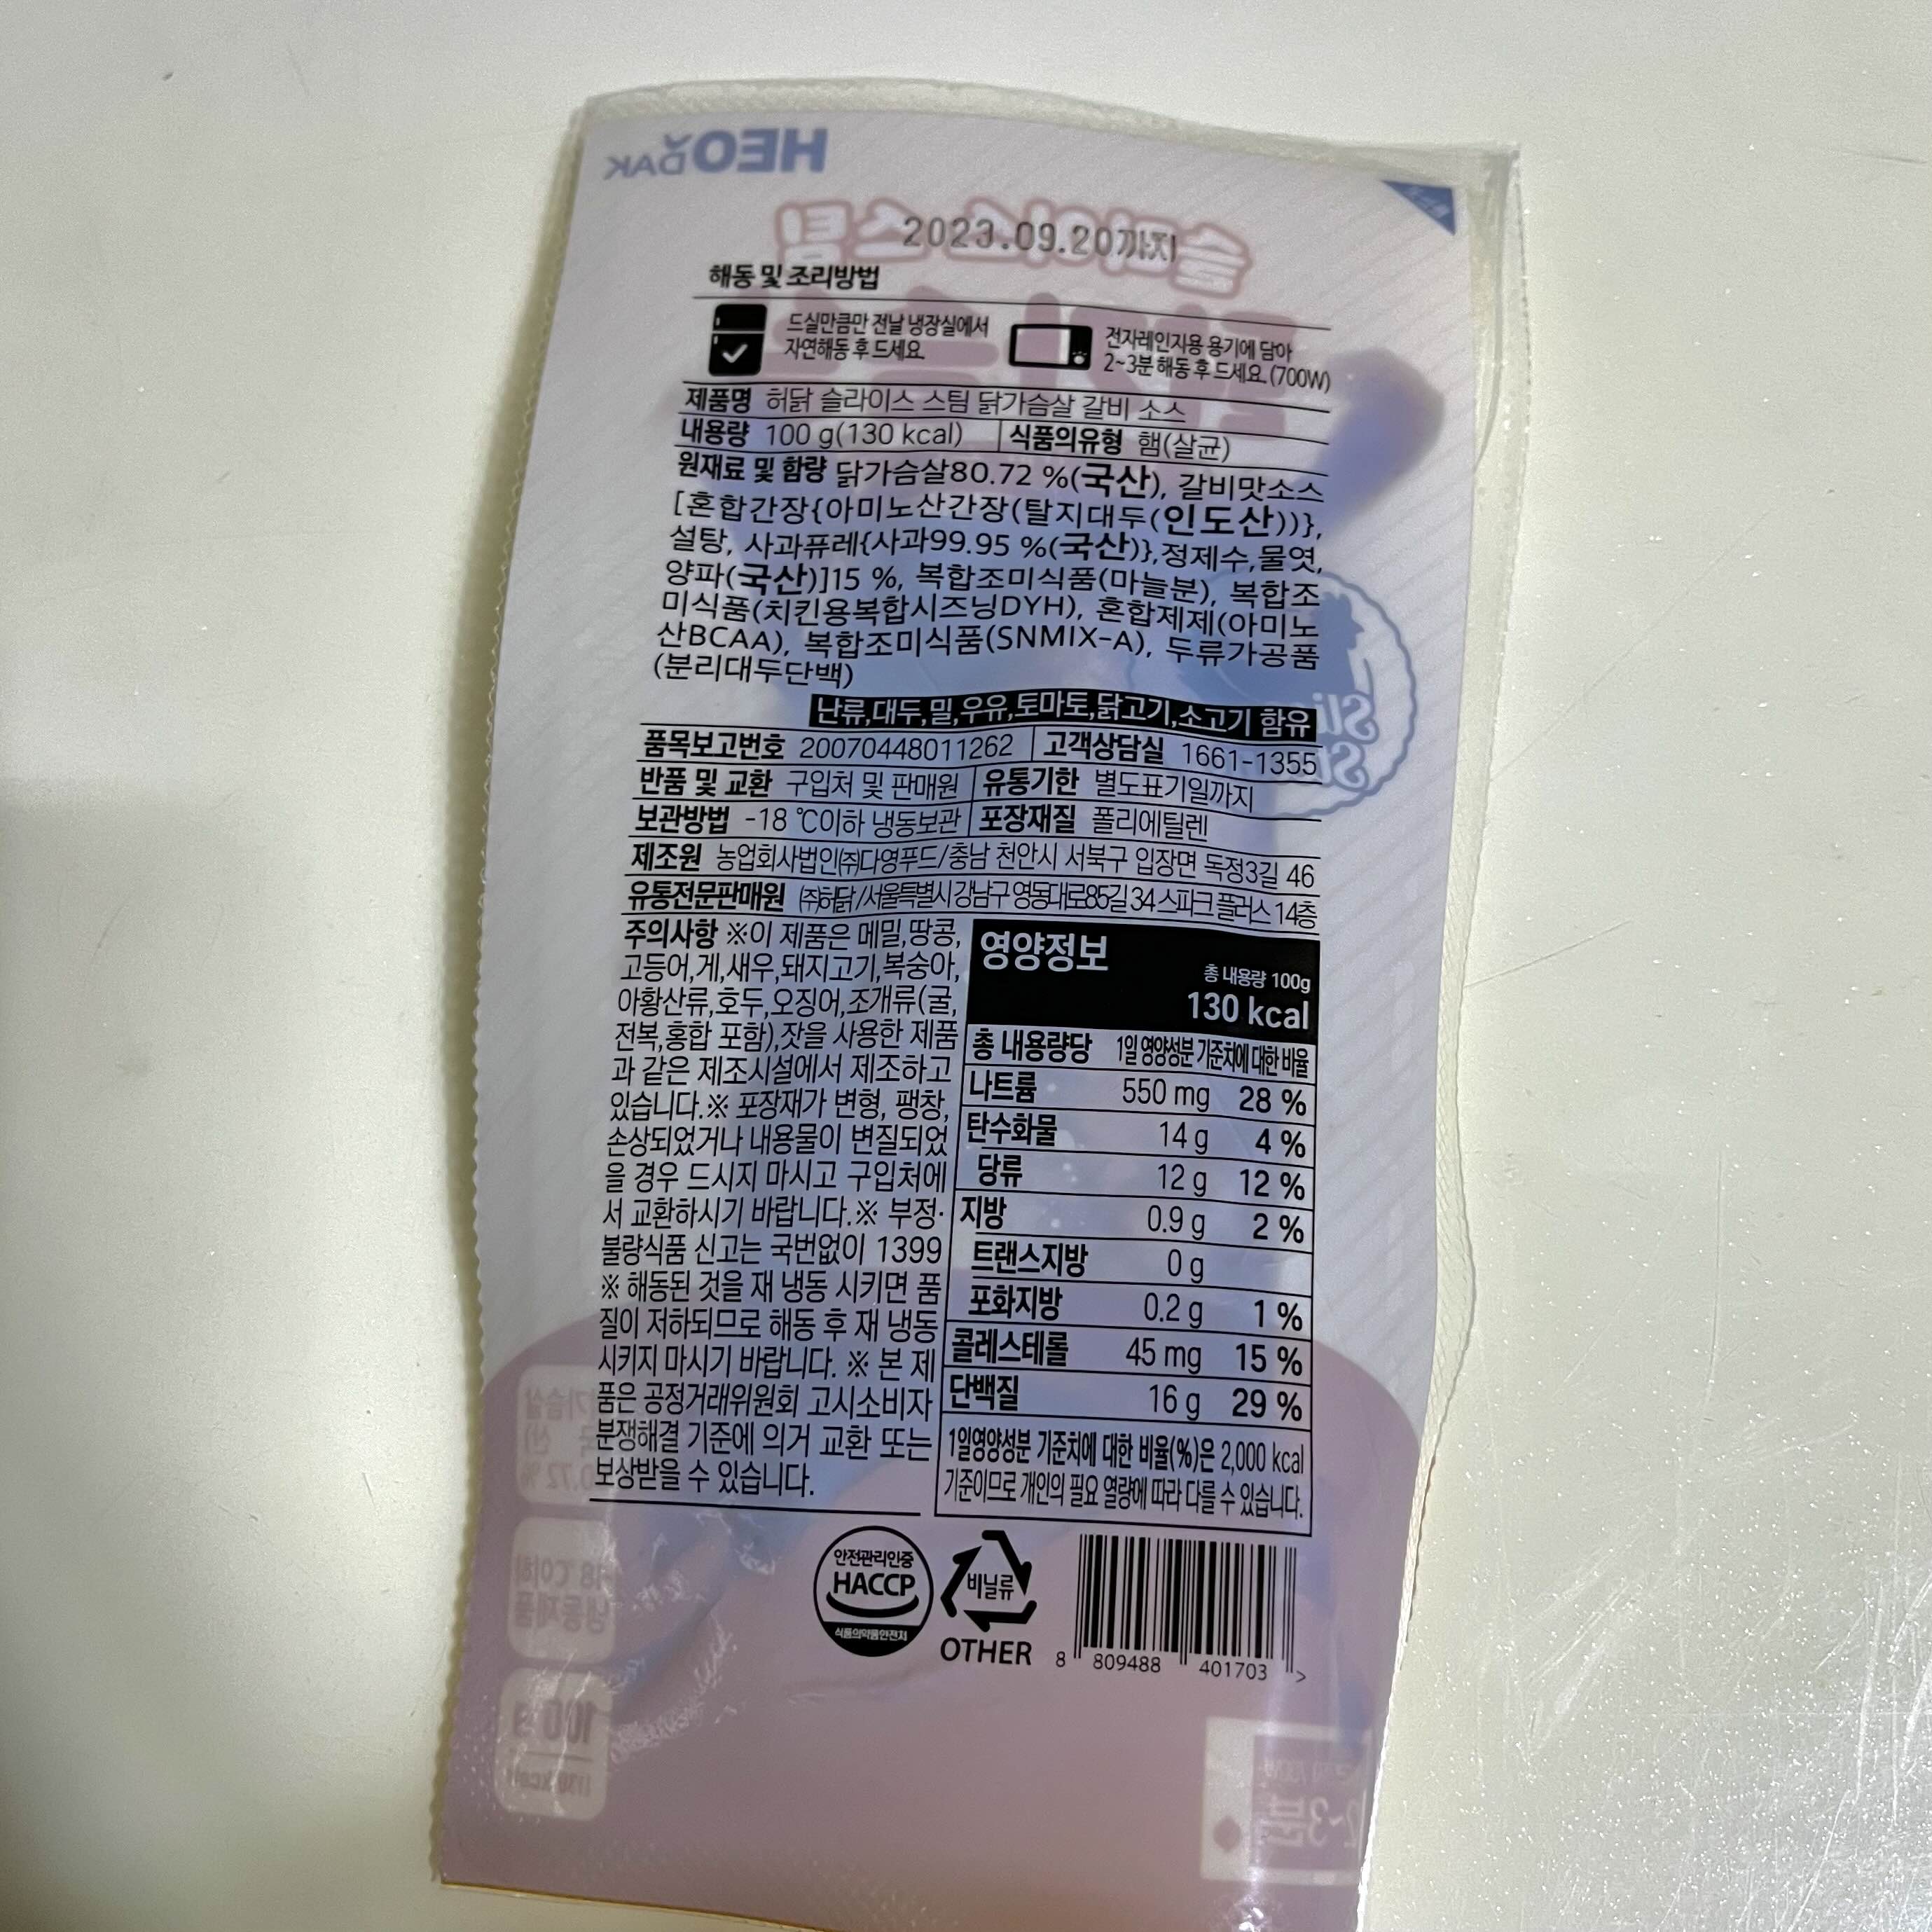 HEODAK
슬라이스 스팀
2023.09.20까지
해동 및 조리방법
드실만큼만 전날 냉장실에서
자연해동 후 드세요.
전자레인지용 용기에 담아
2~3분 해동 후 드세요.(700W)
제품명 허닭 슬라이스 스팀 닭가슴살 갈비 소스
내용량 100 g(130 kcal) 식품의유형 햄(살균)
원재료 및 함량 닭가슴살80.72 %(국산), 갈비맛소스
[혼합간장{아미노산간장(탈지대두(인도산))},
설탕, 사과퓨레{사과99.95 %(국산)},정제수,물엿,
양파(국산)]15 %, 복합조미식품(마늘분), 복합조
미식품(치킨용복합시즈닝DYH), 혼합제제(아미노
산BCAA), 복합조미식품(SNMIX-A), 두류가공품
(분리대두단백)
난류,대두,밀,우유,토마토,닭고기,소고기 함유
품목보고번호 20070448011262 고객상담실 1661-1355
반품 및 교환 구입처 및 판매원 유통기한 별도표기일까지
보관방법 -18 ℃이하 냉동보관 포장재질 폴리에틸렌
제조원 농업회사법인㈜다영푸드/충남 천안시 서북구 입장면 독정3길 46
유통전문판매원 ㈜허닭/서울특별시 강남구 영동대로85길 34 스파크플러스 14층
주의사항 ※이 제품은 메밀,땅콩,
고등어,게,새우,돼지고기,복숭아,
아황산류,호두,오징어,조개류(굴,
전복,홍합 포함),잣을 사용한 제품
과 같은 제조시설에서 제조하고
있습니다.※ 포장재가 변형, 팽창,
손상되었거나 내용물이 변질되었
을 경우 드시지 마시고 구입처에
서 교환하시기 바랍니다.※ 부정·
불량식품 신고는 국번없이 1399
※ 해동된 것을 재 냉동 시키면 품
질이 저하되므로 해동 후 재 냉동
시키지 마시기 바랍니다. ※ 본 제
품은 공정거래위원회 고시소비자
분쟁해결 기준에 의거 교환 또는
보상받을 수 있습니다.
영양정보
총 내용량 100g
130 kcal
총 내용량당 1일 영양성분 기준치에 대한 비율
나트륨 550 mg 28 %
탄수화물 14 g 4 %
당류 12 g 12 %
지방 0.9 g 2 %
트랜스지방 0 g
포화지방 0.2 g 1 %
콜레스테롤 45 mg 15 %
단백질 16 g 29 %
1일영양성분 기준치에 대한 비율(%)은 2,000 kcal
기준이므로 개인의 필요 열량에 따라 다를 수 있습니다.
안전관리인증
HACCP
식품의약품안전처
비닐류
OTHER
8 809488 401703 >
냉동제품
100 g
2~3분